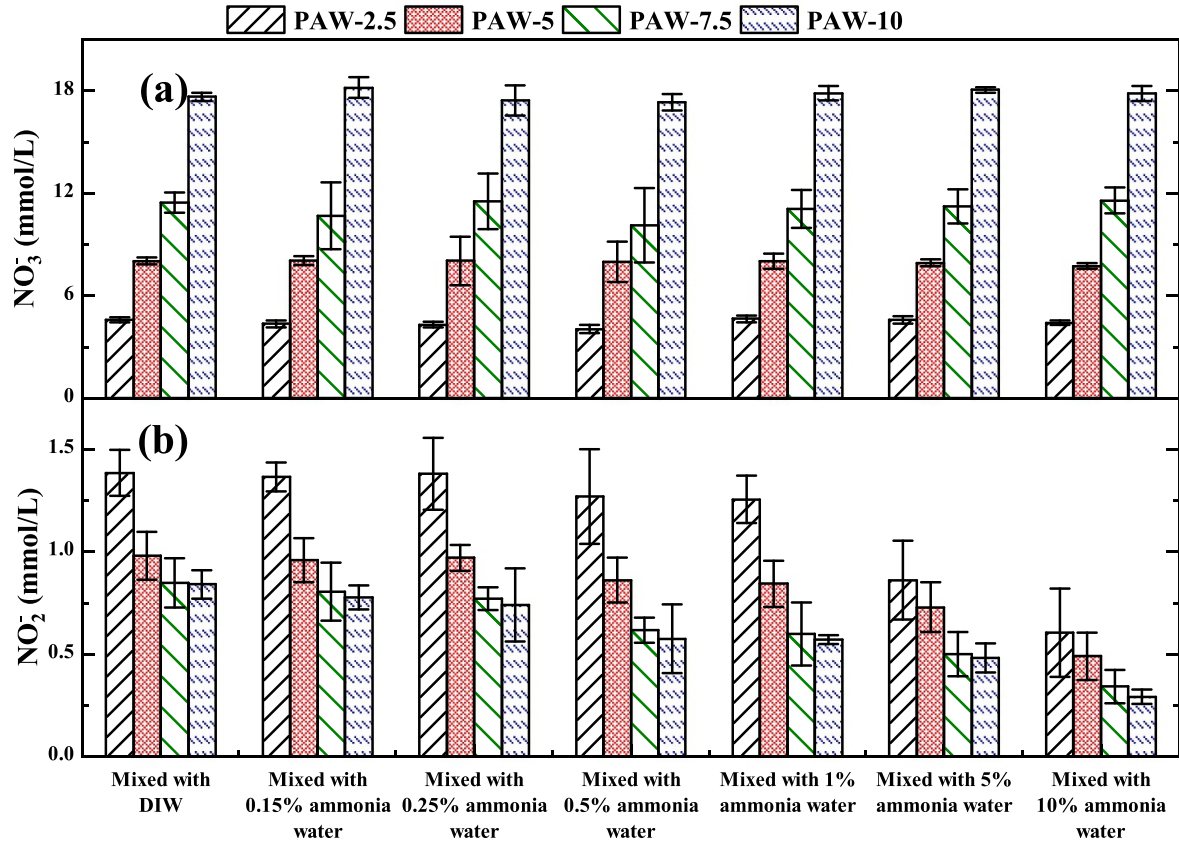 PAW-2.5 PAW-5 PAW-7.5 PAW-10
(a)
18
12
6
0
NO₃⁻ (mmol/L)
(b)
1.5
1.0
0.5
0.0
NO₂⁻ (mmol/L)
Mixed with
DIW
Mixed with
0.15% ammonia
water
Mixed with
0.25% ammonia
water
Mixed with
0.5% ammonia
water
Mixed with 1%
ammonia water
Mixed with 5%
ammonia water
Mixed with
10% ammonia
water